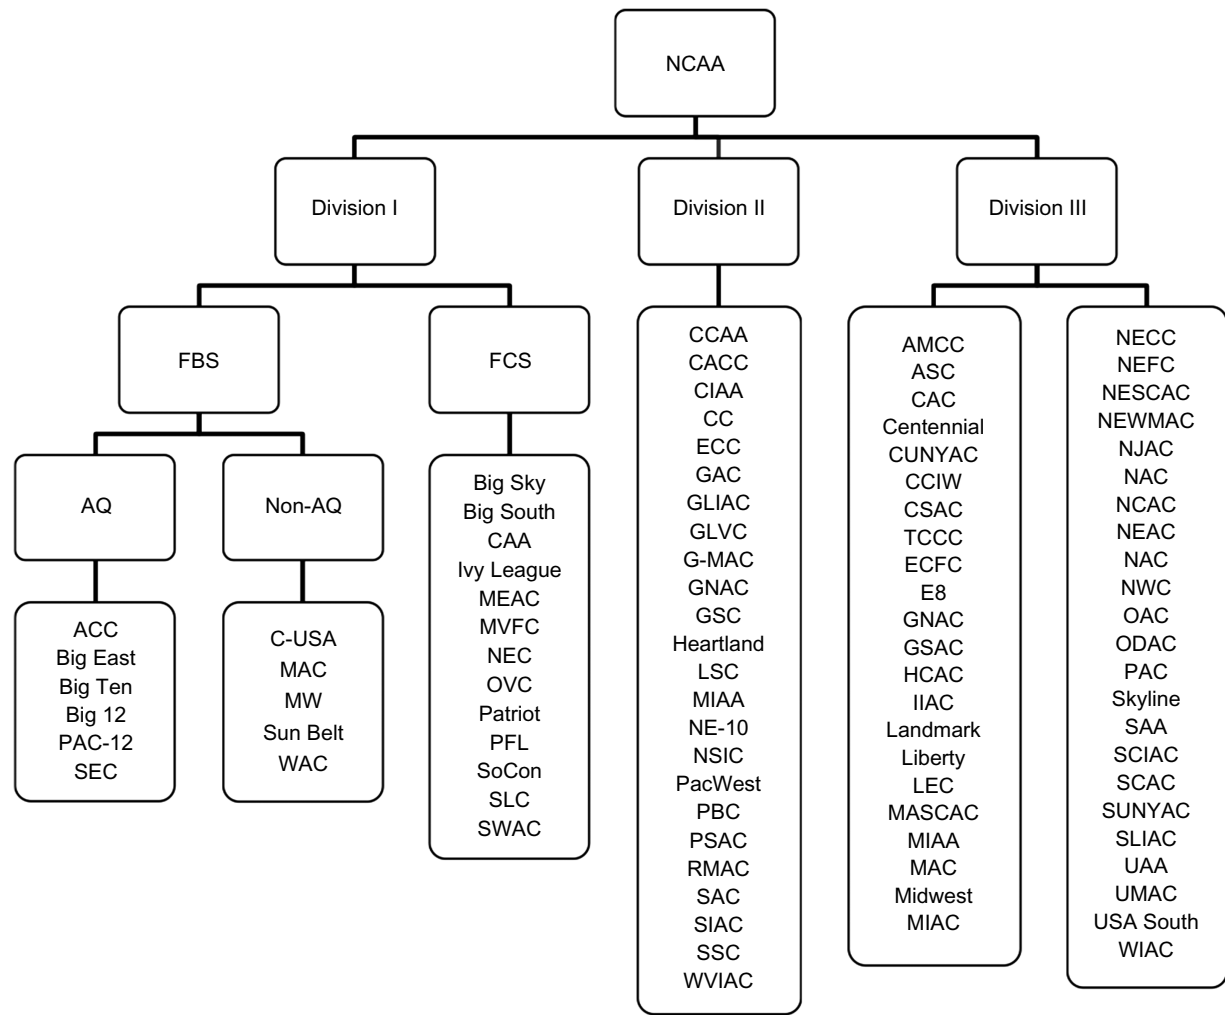 NCAA
Division I
Division II
Division III
FBS
FCS
AQ
Non-AQ
ACC
Big East
Big Ten
Big 12
PAC-12
SEC
C-USA
MAC
MW
Sun Belt
WAC
Big Sky
Big South
CAA
Ivy League
MEAC
MVFC
NEC
OVC
Patriot
PFL
SoCon
SLC
SWAC
CCAA
CACC
CIAA
CC
ECC
GAC
GLIAC
GLVC
G-MAC
GNAC
GSC
Heartland
LSC
MIAA
NE-10
NSIC
PacWest
PBC
PSAC
RMAC
SAC
SIAC
SSC
WVIAC
AMCC
ASC
CAC
Centennial
CUNYAC
CCIW
CSAC
TCCC
ECFC
E8
GNAC
GSAC
HCAC
IIAC
Landmark
Liberty
LEC
MASCAC
MIAA
MAC
Midwest
MIAC
NECC
NEFC
NESCAC
NEWMAC
NJAC
NAC
NCAC
NEAC
NAC
NWC
OAC
ODAC
PAC
Skyline
SAA
SCIAC
SCAC
SUNYAC
SLIAC
UAA
UMAC
USA South
WIAC